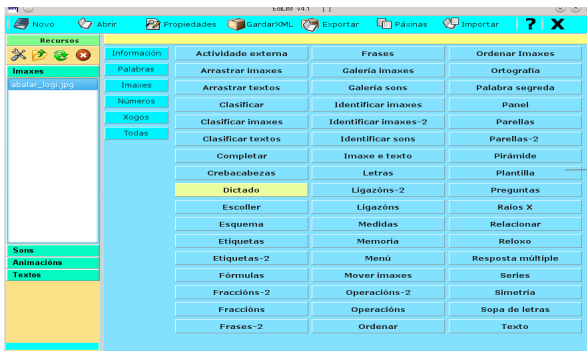 EdiLIM v4.1
Novo Abrir Propiedades GardarXML Exportar Páxinas Importar ? X
Recursos
Imaxes
abalar_logi.jpg
Sons
Animacións
Textos
Información
Palabras
Imaxes
Números
Xogos
Todas
Actividade externa Frases Ordenar Imaxes
Arrastrar imaxes Galería imaxes Ortografía
Arrastrar textos Galería sons Palabra segreda
Clasificar Identificar imaxes Panel
Clasificar imaxes Identificar imaxes-2 Parellas
Clasificar textos Identificar sons Parellas-2
Completar Imaxe e texto Pirámide
Crebacabezas Letras Plantilla
Dictado Ligazóns-2 Preguntas
Escoller Ligazóns Raios X
Esquema Medidas Relacionar
Etiquetas Memoria Reloxo
Etiquetas-2 Menú Resposta múltiple
Fórmulas Mover imaxes Series
Fraccións-2 Operacións-2 Simetría
Fraccións Operacións Sopa de letras
Frases-2 Ordenar Texto